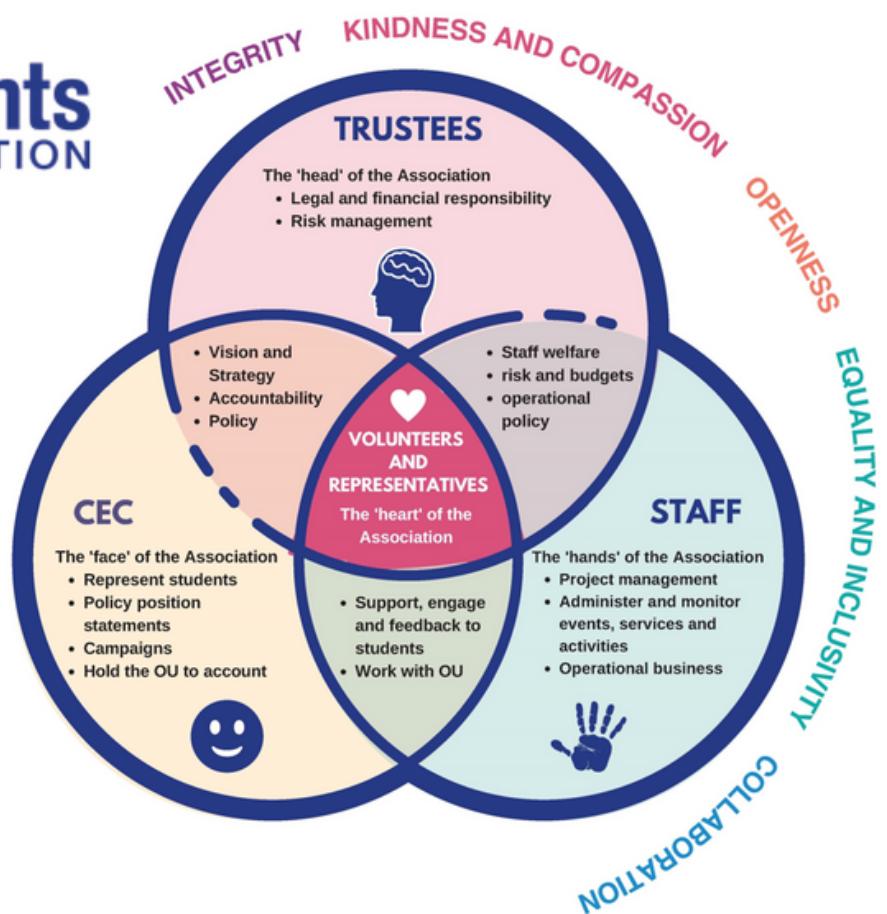 INTEGRITY
KINDNESS AND COMPASSION
OPENNESS
EQUALITY AND INCLUSIVITY
COLLABORATION
TRUSTEES
The 'head' of the Association
• Legal and financial responsibility
• Risk management
• Vision and
Strategy
• Accountability
• Policy
• Staff welfare
• risk and budgets
• operational
policy
VOLUNTEERS
AND
REPRESENTATIVES
The 'heart' of the
Association
CEC
The 'face' of the Association
• Represent students
• Policy position
statements
• Campaigns
• Hold the OU to account
• Support, engage
and feedback to
students
• Work with OU
STAFF
The 'hands' of the Association
• Project management
• Administer and monitor
events, services and
activities
• Operational business